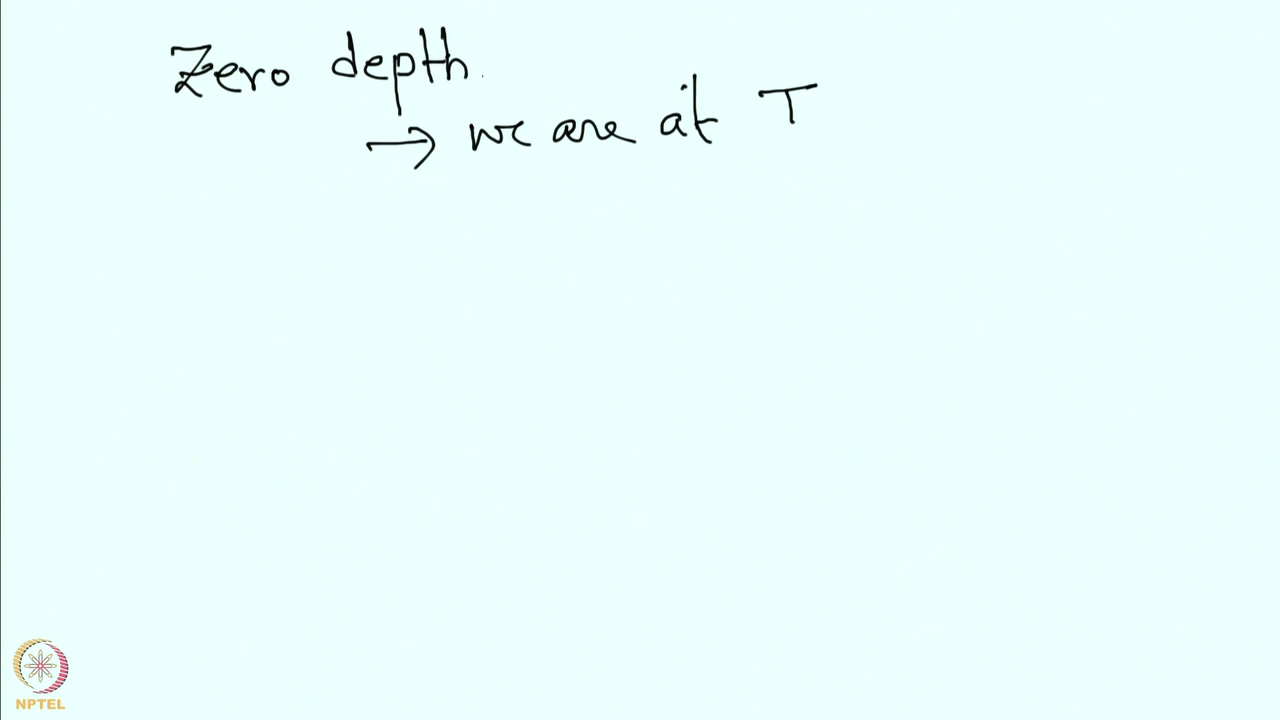 Zero depth.
→ we are at T
NPTEL